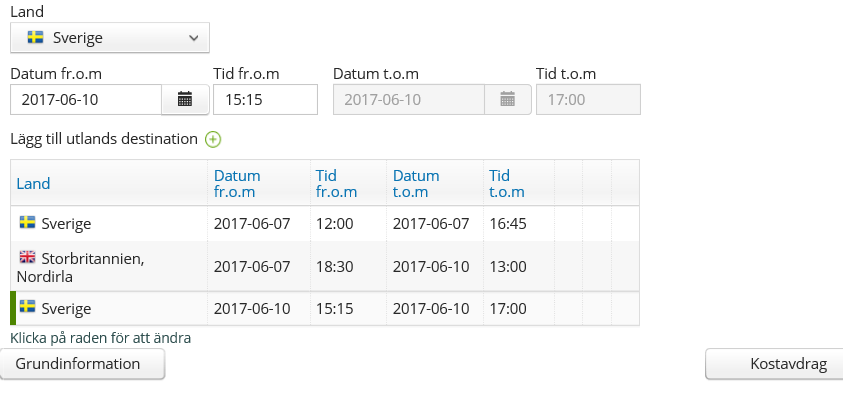 Land
Sverige
Datum fr.o.m Tid fr.o.m Datum t.o.m Tid t.o.m
2017-06-10 15:15 2017-06-10 17:00
Lägg till utlands destination
Land Datum fr.o.m Tid fr.o.m Datum t.o.m Tid t.o.m
Sverige 2017-06-07 12:00 2017-06-07 16:45
Storbritannien, Nordirla 2017-06-07 18:30 2017-06-10 13:00
Sverige 2017-06-10 15:15 2017-06-10 17:00
Klicka på raden för att ändra
Grundinformation Kostavdrag